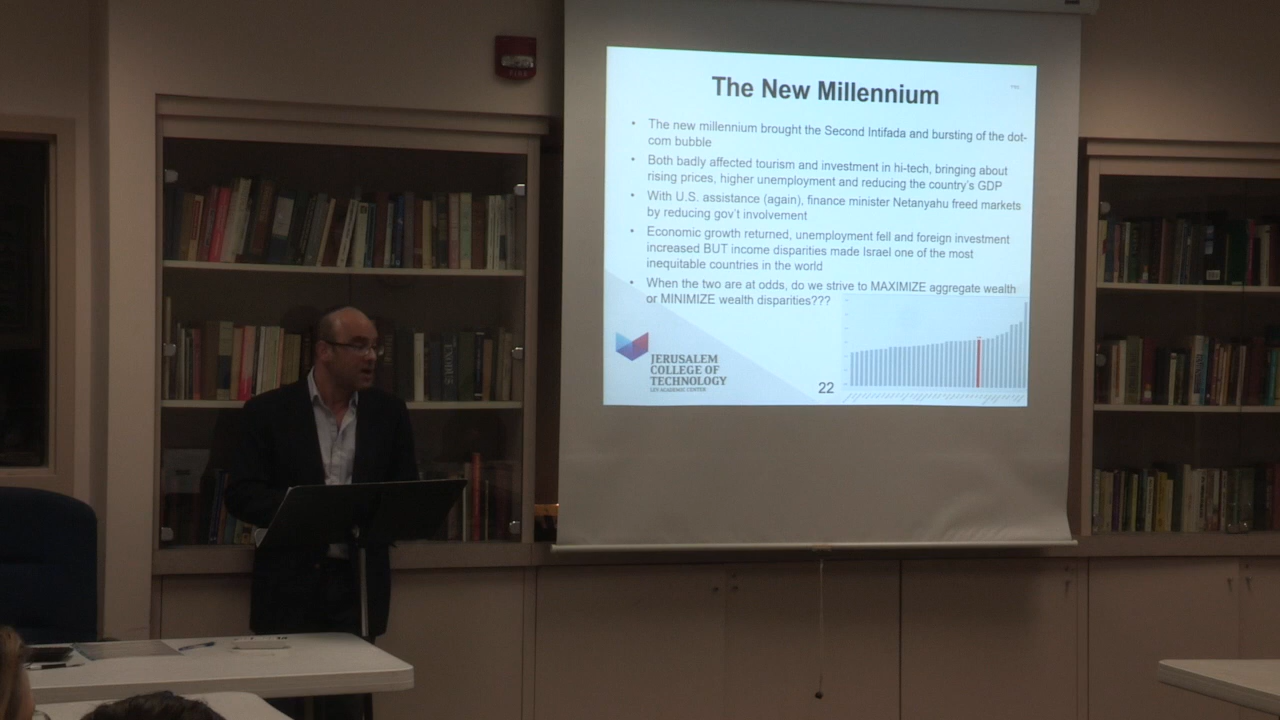 FIRE
The New Millennium
• The new millennium brought the Second Intifada and bursting of the dot-
com bubble
• Both badly affected tourism and investment in hi-tech, bringing about
rising prices, higher unemployment and reducing the country's GDP
• With U.S. assistance (again), finance minister Netanyahu freed markets
by reducing gov't involvement
• Economic growth returned, unemployment fell and foreign investment
increased BUT income disparities made Israel one of the most
inequitable countries in the world
• When the two are at odds, do we strive to MAXIMIZE aggregate wealth
or MINIMIZE wealth disparities???
JERUSALEM
COLLEGE OF
TECHNOLOGY
LEV ACADEMIC CENTER
22